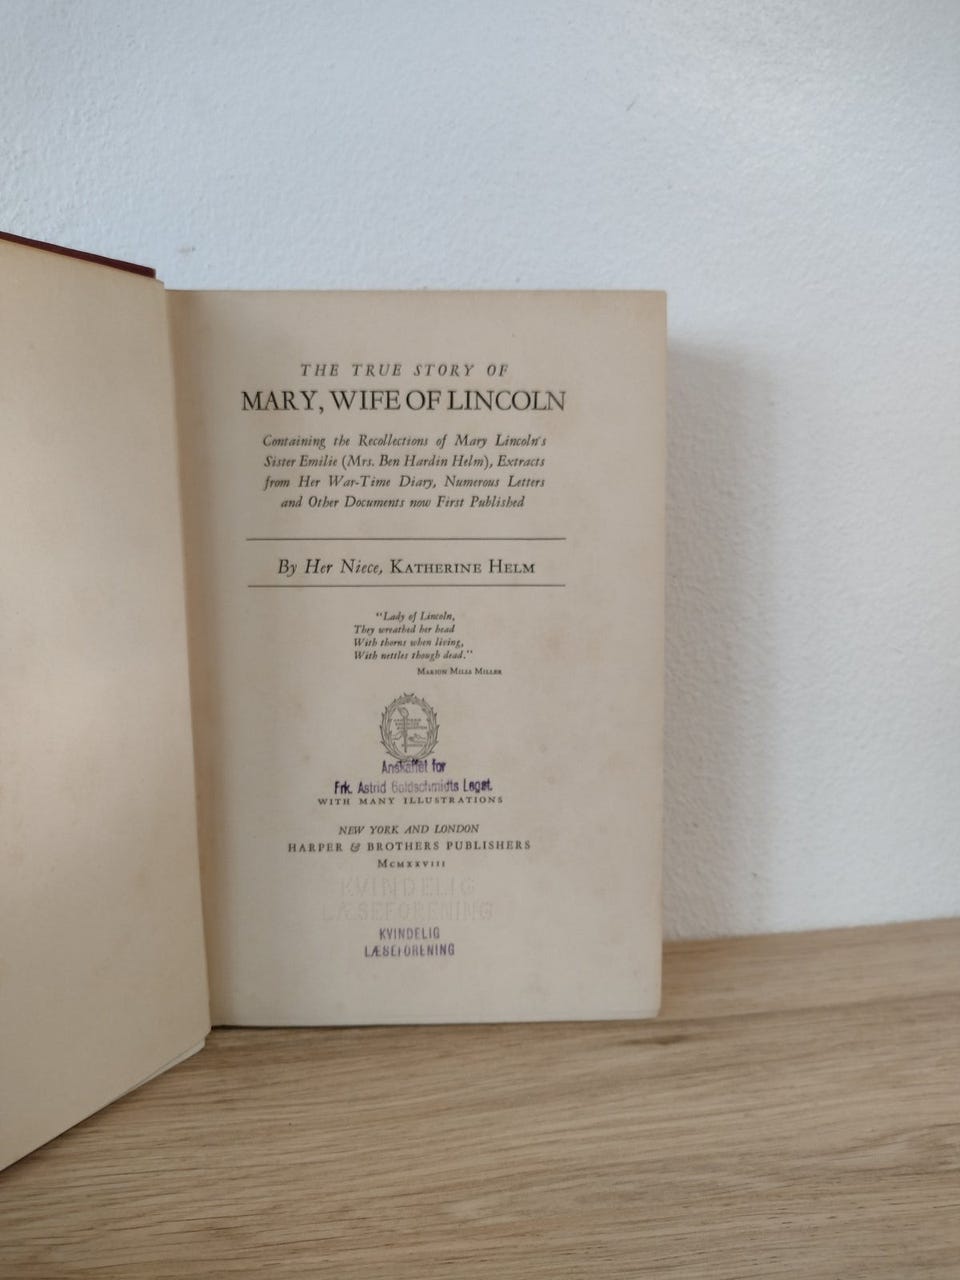 THE TRUE STORY OF
MARY, WIFE OF LINCOLN
Containing the Recollections of Mary Lincoln's
Sister Emilie (Mrs. Ben Hardin Helm), Extracts
from Her War-Time Diary, Numerous Letters
and Other Documents now First Published
By Her Niece, KATHERINE HELM
"Lady of Lincoln,
They wreathed her head
With thorns when living,
With nettles though dead."
MARION MILLS MILLER
Anskaffet for
Frk. Astrid Goldschmidts Legat.
WITH MANY ILLUSTRATIONS
NEW YORK AND LONDON
HARPER & BROTHERS PUBLISHERS
MCMXXVIII
KVINDELIG
LÆSEFORENING
KVINDELIG
LÆSEFORENING